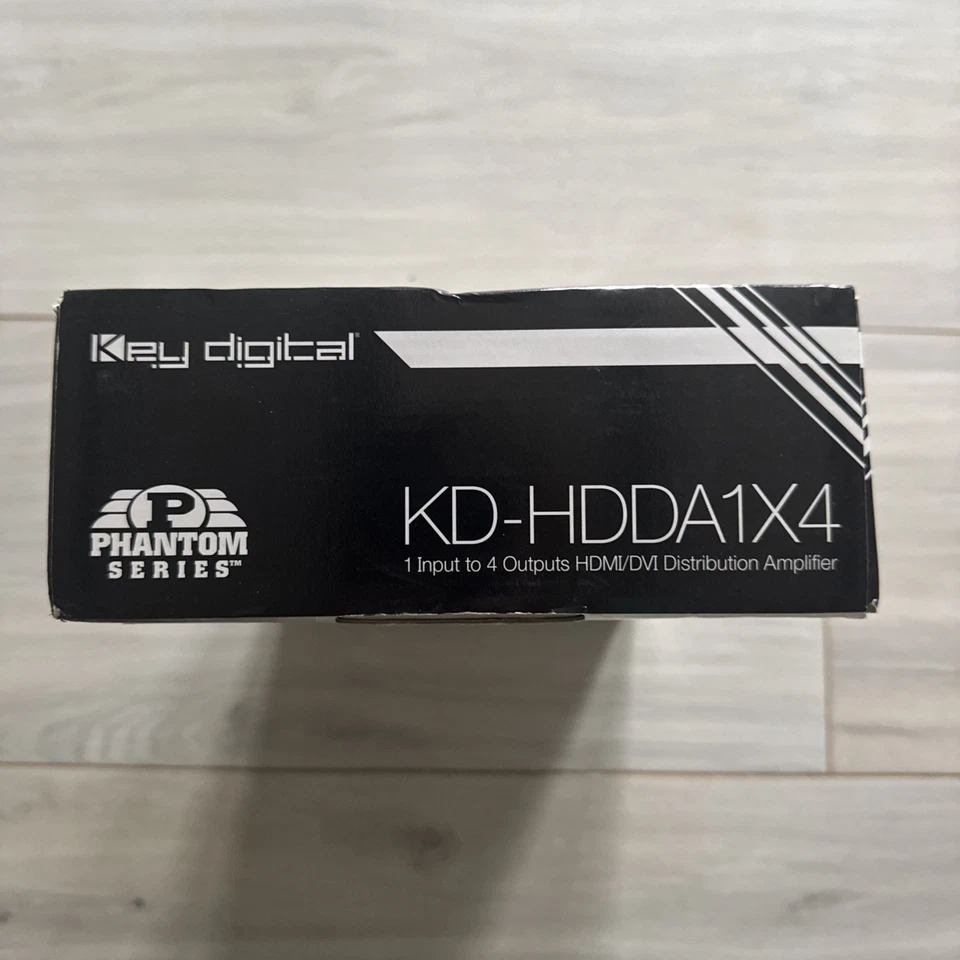 Key digital®
KD-HDDA1X4
1 Input to 4 Outputs HDMI/DVI Distribution Amplifier
P
PHANTOM
SERIES™